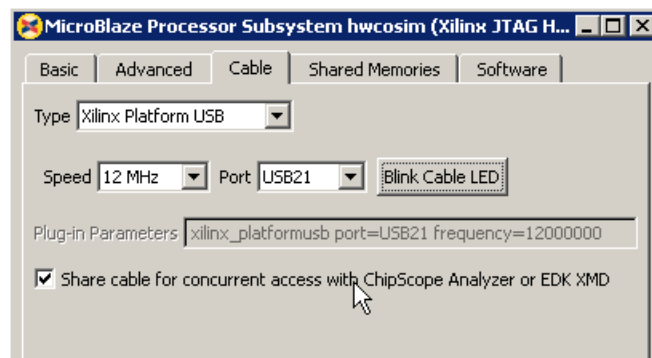 MicroBlaze Processor Subsystem hwcosim (Xilinx JTAG H...
Basic Advanced Cable Shared Memories Software
Type Xilinx Platform USB
Speed 12 MHz Port USB21 Blink Cable LED
Plug-in Parameters xilinx_platformusb port=USB21 frequency=12000000
Share cable for concurrent access with ChipScope Analyzer or EDK XMD